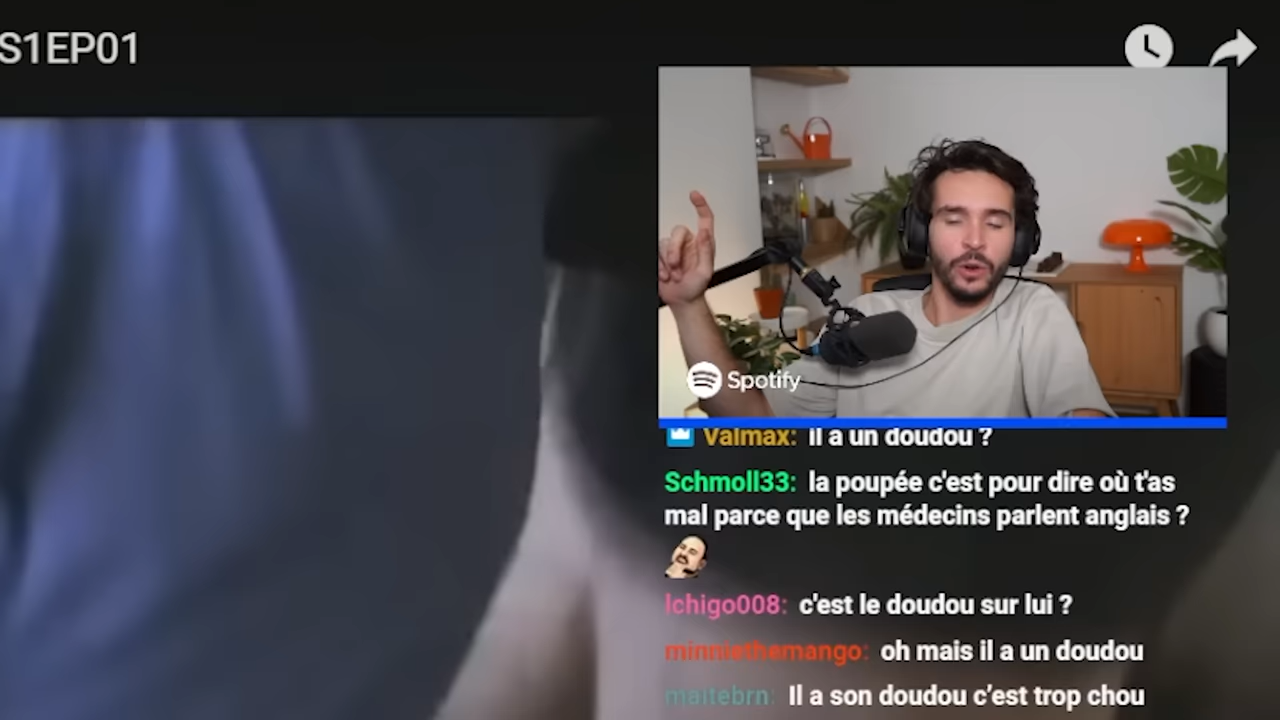 S1EP01
Spotify
Valmax: il a un doudou ?
Schmoll33: la poupée c'est pour dire où t'as
mal parce que les médecins parlent anglais ?
Ichigo008: c'est le doudou sur lui ?
minniethemango: oh mais il a un doudou
maitebrn: Il a son doudou c'est trop chou